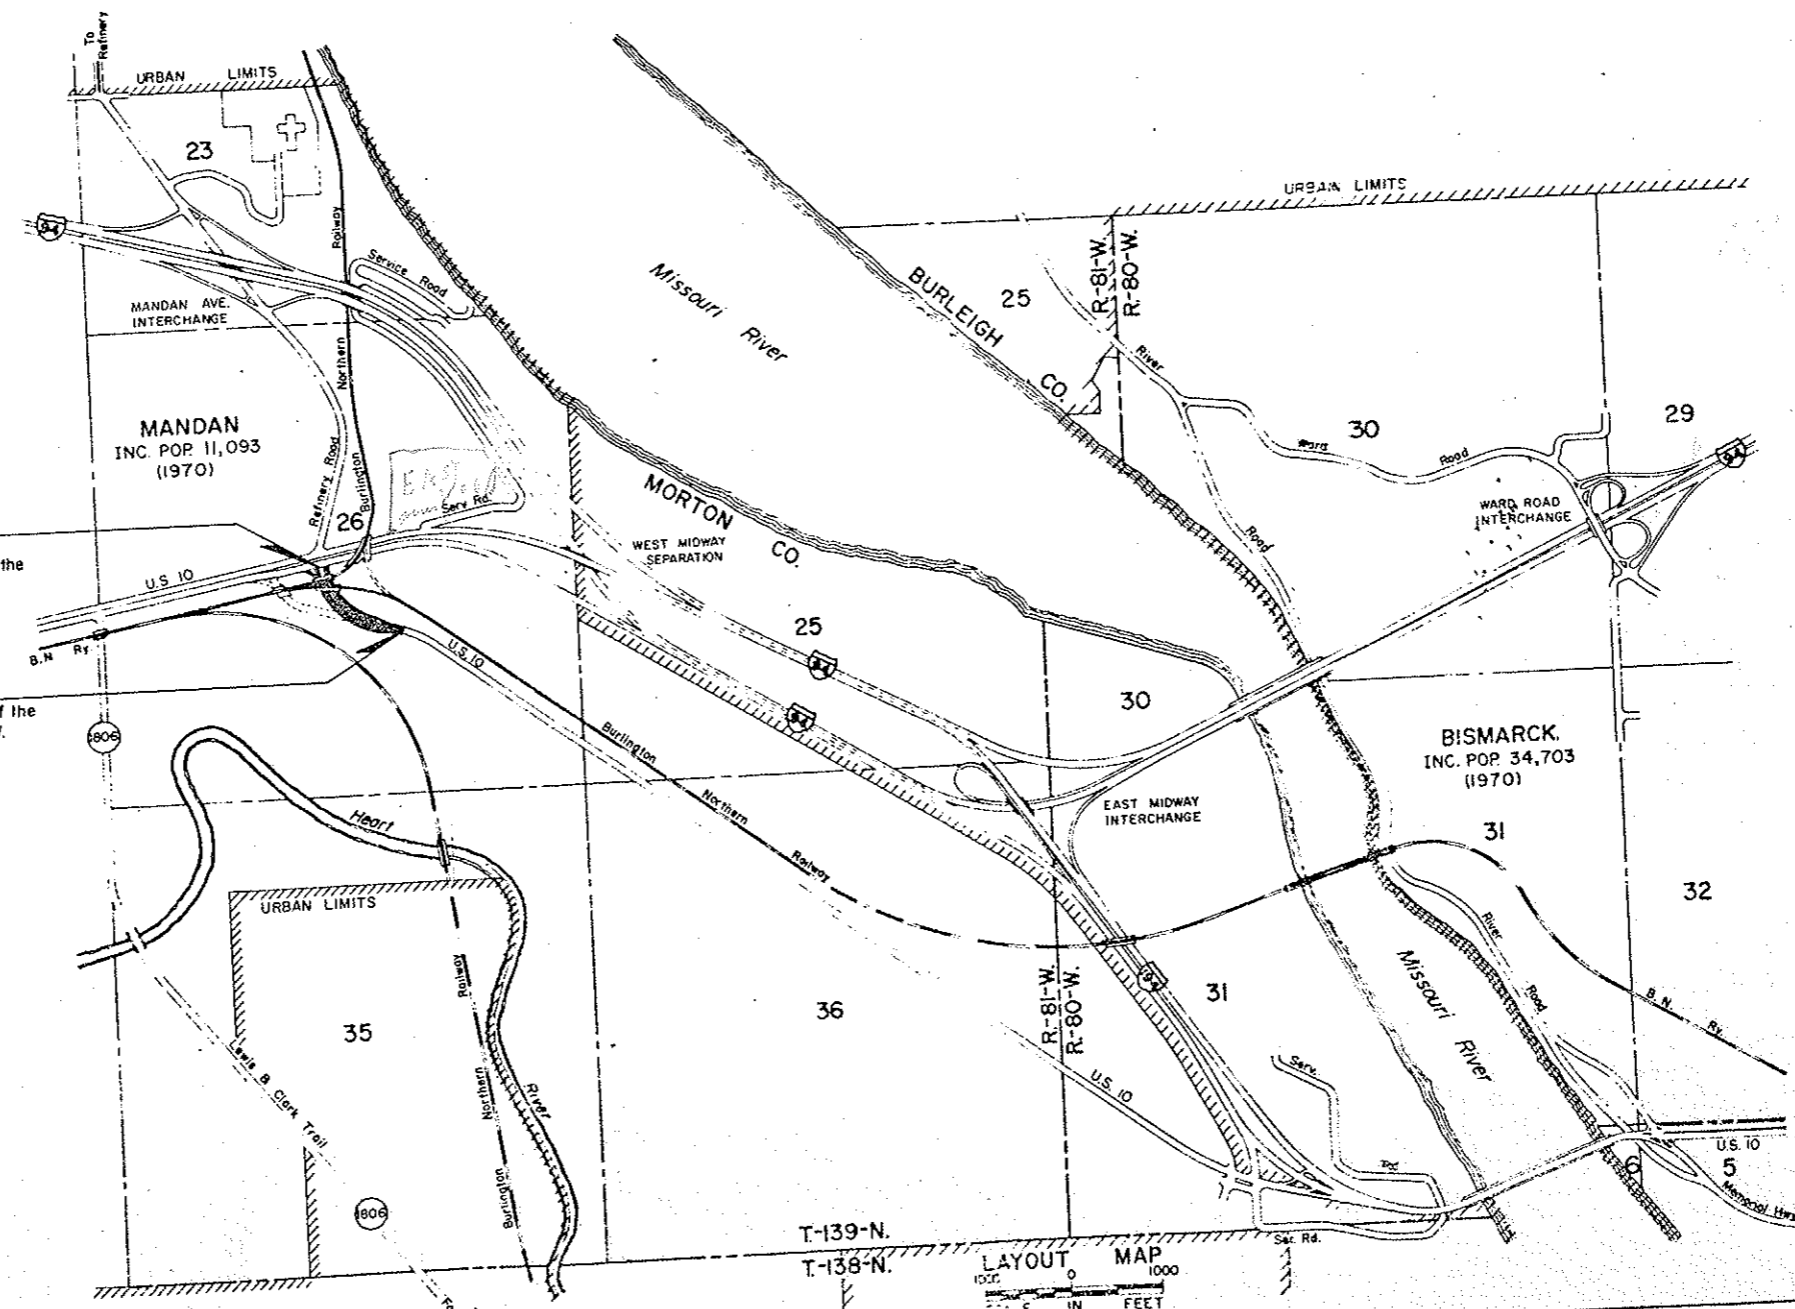 To
Refinery
URBAN LIMITS
23
94
Railway
Service Road
MANDAN AVE.
INTERCHANGE
Northern
MANDAN
INC. POP. 11,093
(1970)
Refinery Road
Burlington
26
Serv. Rd.
the
U.S. 10
B.N. Ry.
U.S. 10
f the
1806
Missouri River
BURLEIGH CO.
MORTON CO.
WEST MIDWAY
SEPARATION
25
94
94
30
URBAN LIMITS
R-81-W.
R-80-W.
25
River
Road
Ward Road
30
29
94
WARD ROAD
INTERCHANGE
BISMARCK.
INC. POP. 34,703
(1970)
EAST MIDWAY
INTERCHANGE
31
32
Burlington
Northern
Railway
Heart
River
URBAN LIMITS
Railway
Northern
Burlington
35
36
Lewis & Clark Trail
1806
R-81-W.
R-80-W.
194
31
U.S. 10
Serv.
Rd.
Missouri
River
River
Road
B. N. Ry.
U.S. 10
6
5
Memorial Hwy.
Ser. Rd.
T-139-N.
T-138-N.
LAYOUT MAP
1000 0 1000
IN FEET